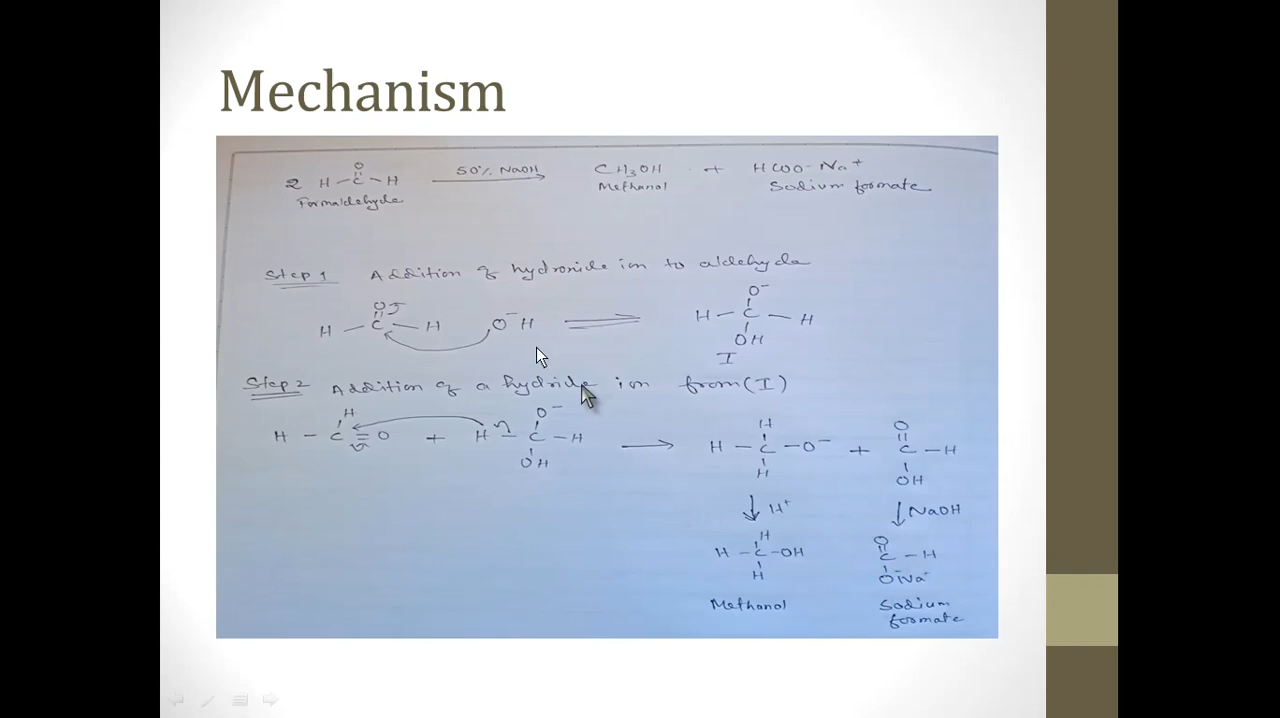 Mechanism
2 H - C - H 50% NaOH CH3OH + HCOO- Na+
O
Formaldehyde Methanol Sodium formate
Step 1 Addition of hydroxide ion to aldehyde
O O-
H - C - H O-H H - C - H
OH
I
Step 2 Addition of a hydride ion from (I)
H O- H O
H - C = O + H - C - H H - C - O- + C - H
OH H OH
H+ NaOH
H O
H - C - OH C - H
H O-Na+
Methanol Sodium formate